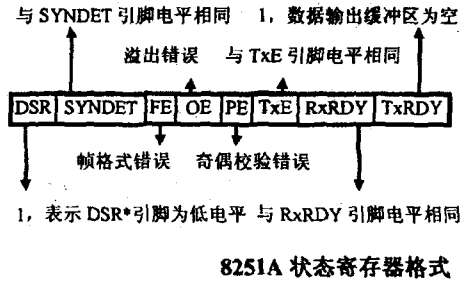 与 SYNDET 引脚电平相同 1，数据输出缓冲区为空
溢出错误 与 TxE 引脚电平相同
DSR SYNDET FE OE PE TxE RxRDY TxRDY
帧格式错误 奇偶校验错误
1，表示 DSR*引脚为低电平 与 RxRDY 引脚电平相同
8251A 状态寄存器格式